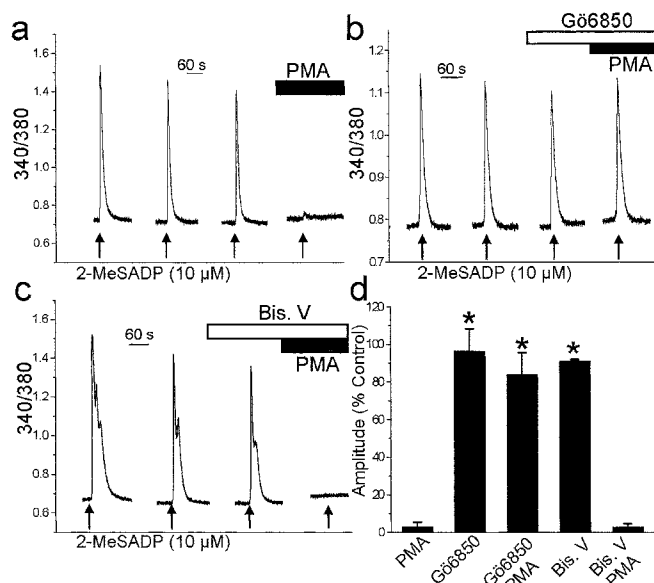 a
60 s
PMA
340/380
1.6
1.4
1.2
1.0
0.8
0.6
2-MeSADP (10 µM)
b
Gö6850
60 s
PMA
340/380
1.2
1.1
1.0
0.9
0.8
0.7
2-MeSADP (10 µM)
c
Bis. V
60 s
PMA
340/380
1.6
1.4
1.2
1.0
0.8
0.6
2-MeSADP (10 µM)
d
Amplitude (% Control)
120
100
80
60
40
20
0
*
*
*
PMA
Gö6850
Gö6850
PMA
Bis. V
Bis. V
PMA